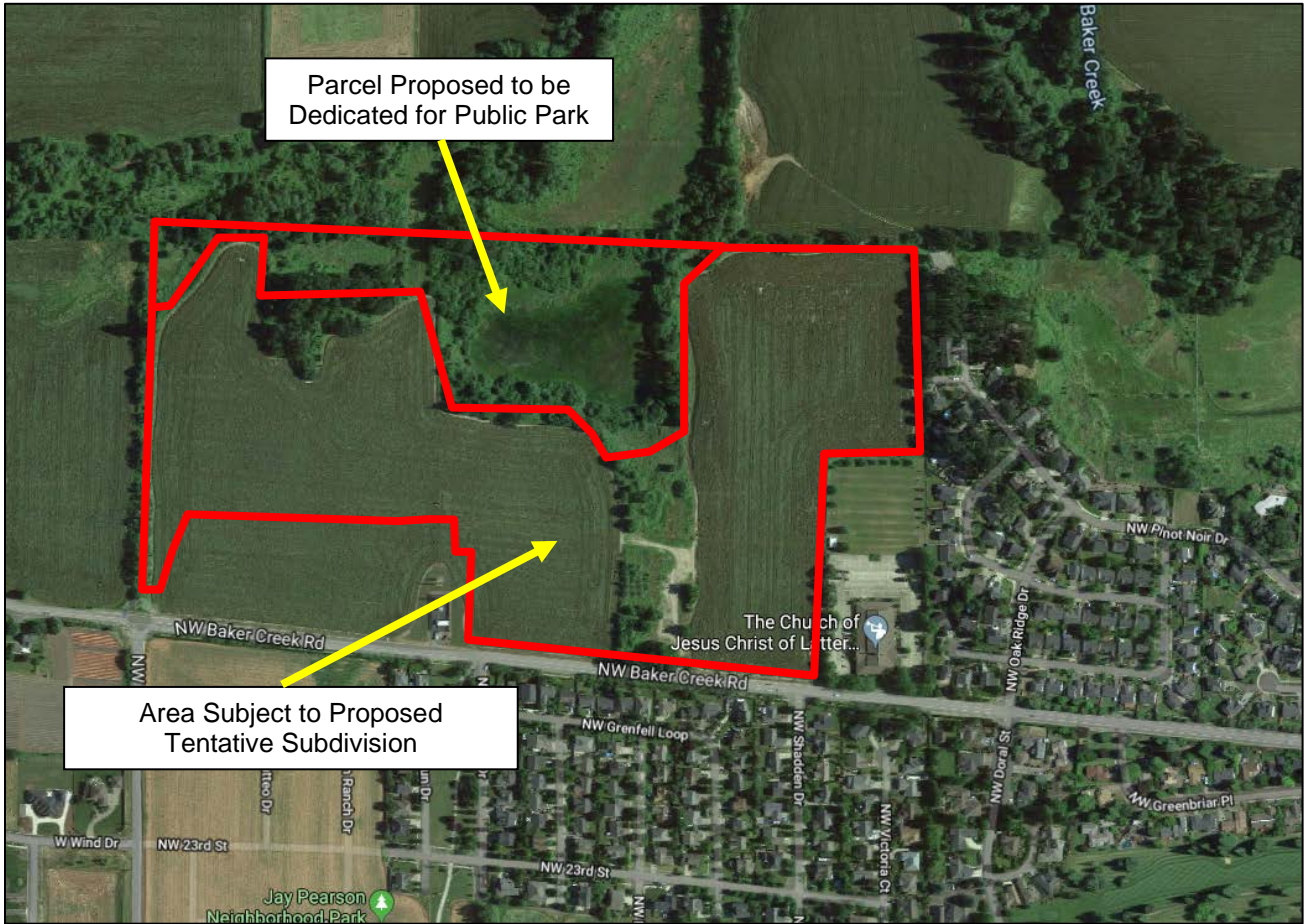 Baker Creek
Parcel Proposed to be
Dedicated for Public Park
NW Pinot Noir Dr
The Church of
Jesus Christ of Latter...
NW Oak Ridge Dr
NW Baker Creek Rd
NW Baker Creek Rd
Area Subject to Proposed
Tentative Subdivision
NW Grenfell Loop
NW Shadden Dr
NW Doral St
NW Greenbriar Pl
NW Victoria Ct
W Wind Dr
NW 23rd St
NW 23rd St
Jay Pearson
Neighborhood Park